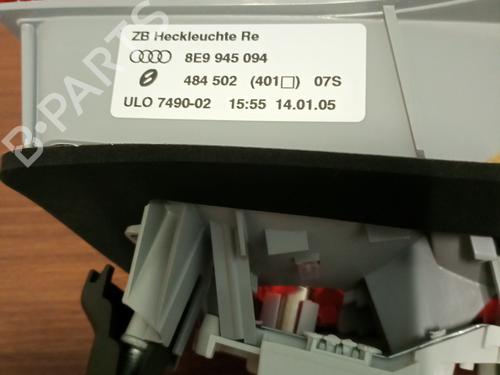 ZB Heckleuchte Re
8E9 945 094
484 502 (401□) 07S
ULO 7490-02 15:55 14.01.05
B-PARTS